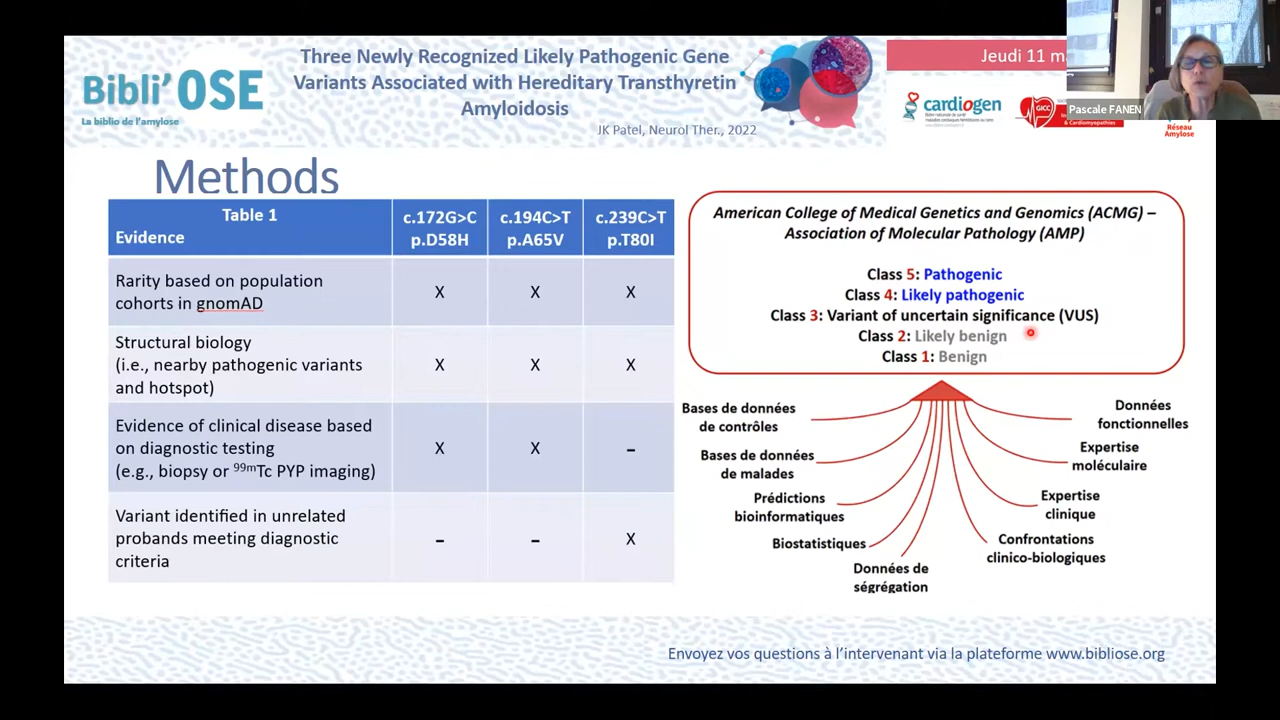 Bibli'OSE
La biblio de l'amylose
Three Newly Recognized Likely Pathogenic Gene
Variants Associated with Hereditary Transthyretin
Amyloidosis
JK Patel, Neurol Ther., 2022
Jeudi 11
cardiogen
GICC
& Cardiomyopathies
Réseau
Amylose
Pascale FANEN
Methods
Table 1
Evidence
c.172G>C
p.D58H
c.194C>T
p.A65V
c.239C>T
p.T80I
Rarity based on population
cohorts in gnomAD
X
X
X
Structural biology
(i.e., nearby pathogenic variants
and hotspot)
X
X
X
Evidence of clinical disease based
on diagnostic testing
(e.g., biopsy or 99mTc PYP imaging)
X
X
–
Variant identified in unrelated
probands meeting diagnostic
criteria
–
–
X
American College of Medical Genetics and Genomics (ACMG) –
Association of Molecular Pathology (AMP)
Class 5: Pathogenic
Class 4: Likely pathogenic
Class 3: Variant of uncertain significance (VUS)
Class 2: Likely benign
Class 1: Benign
Bases de données
de contrôles
Bases de données
de malades
Prédictions
bioinformatiques
Biostatistiques
Données de
ségrégation
Données
fonctionnelles
Expertise
moléculaire
Expertise
clinique
Confrontations
clinico-biologiques
Envoyez vos questions à l'intervenant via la plateforme www.bibliose.org